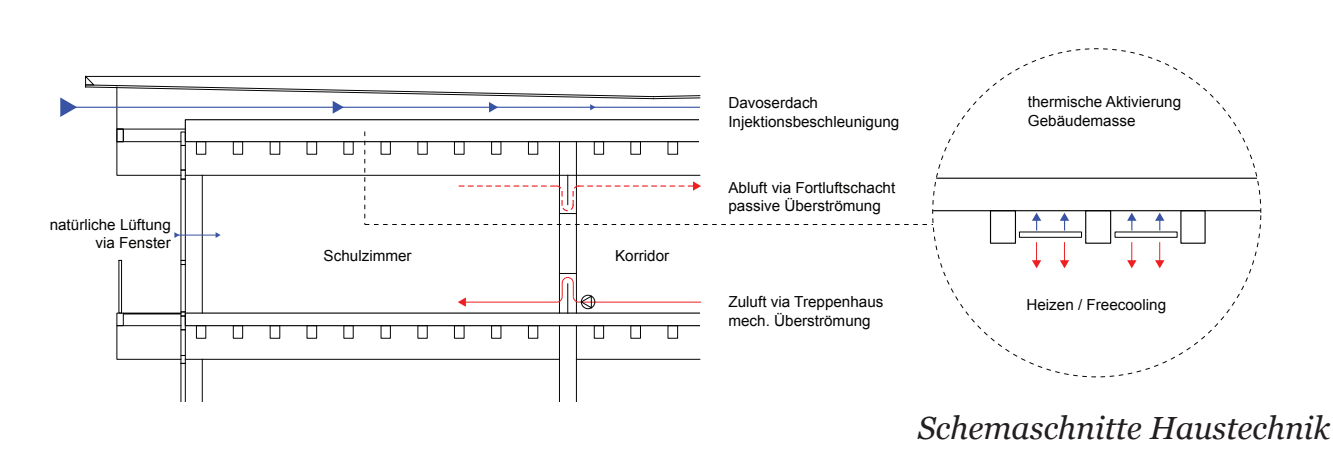 Davoserdach
Injektionsbeschleunigung
thermische Aktivierung
Gebäudemasse
Abluft via Fortluftschacht
passive Überströmung
natürliche Lüftung
via Fenster
Schulzimmer
Korridor
Zuluft via Treppenhaus
mech. Überströmung
Heizen / Freecooling
Schemaschnitte Haustechnik